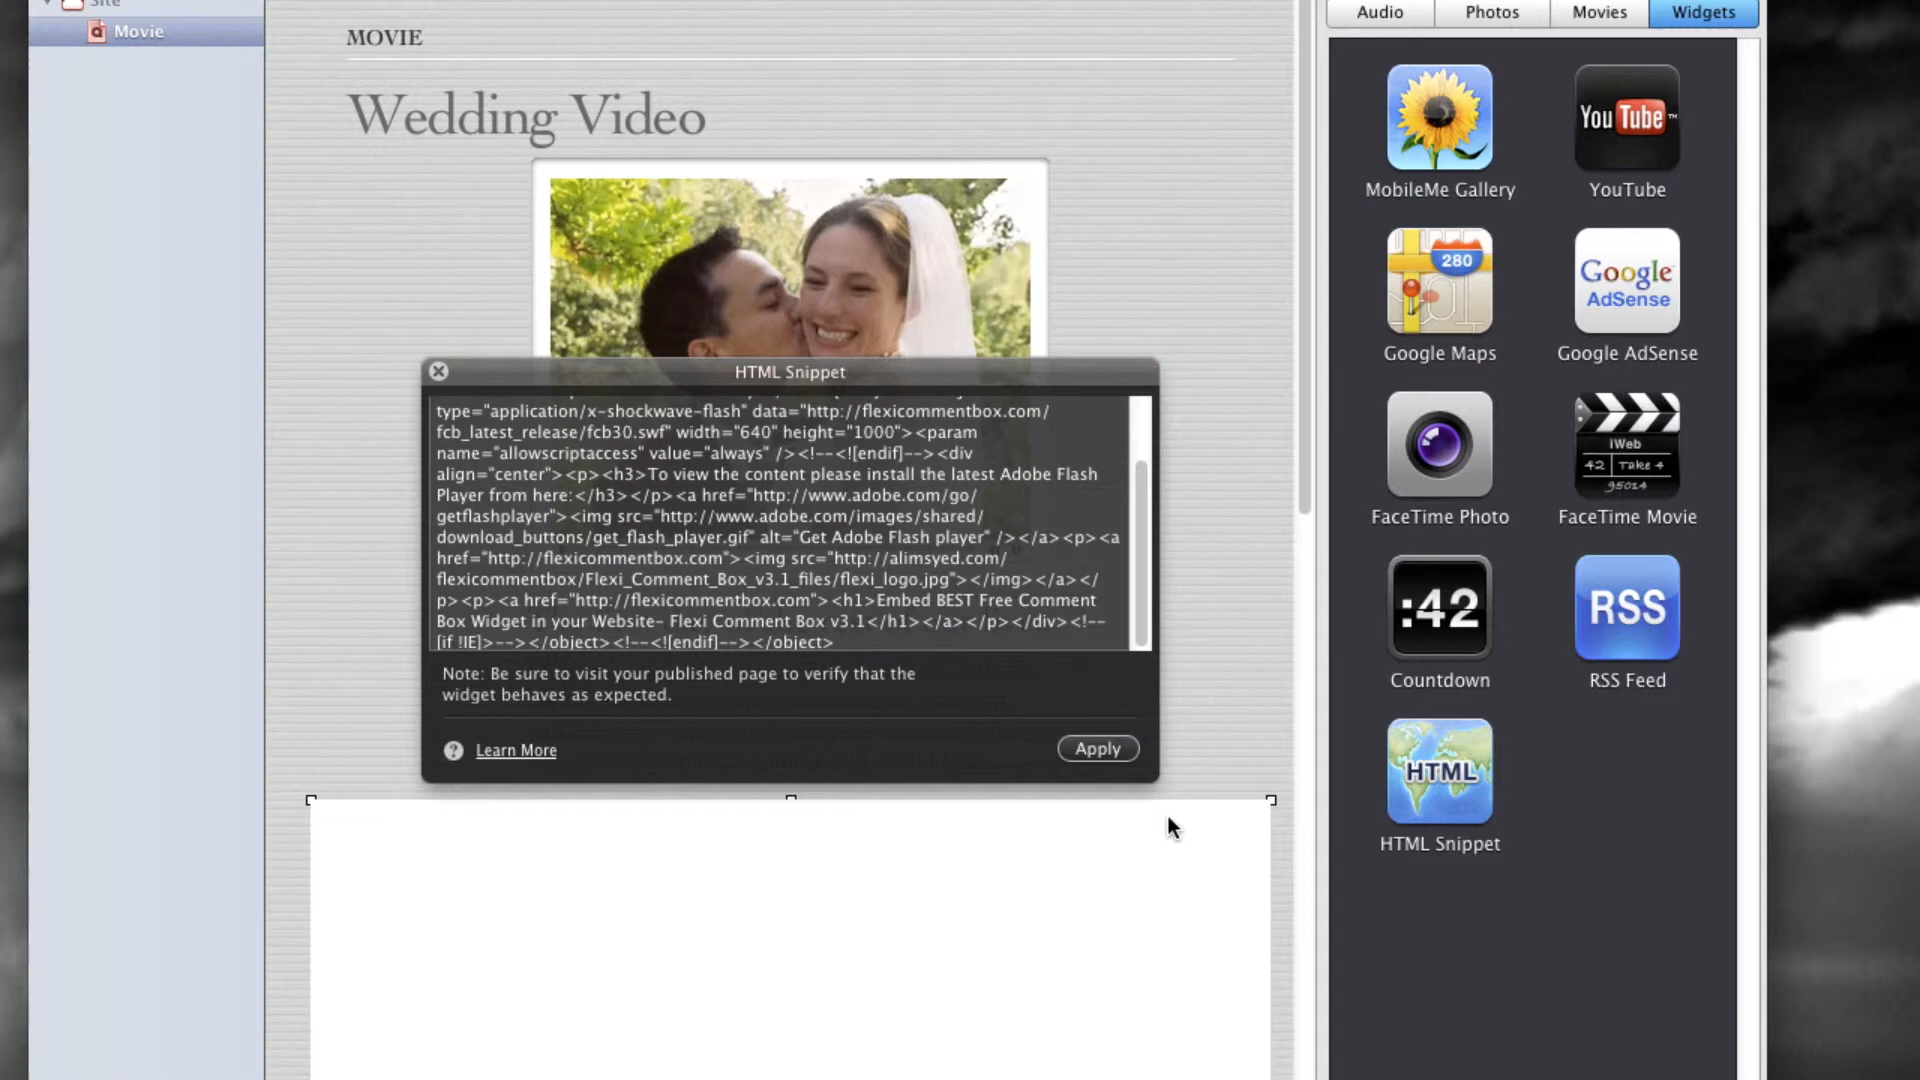 Site
Movie
MOVIE
Wedding Video
HTML Snippet
type="application/x-shockwave-flash" data="http://flexicommentbox.com/
fcb_latest_release/fcb30.swf" width="640" height="1000"><param
name="allowscriptaccess" value="always" /><!--<![endif]--><div
align="center"><p><h3>To view the content please install the latest Adobe Flash
Player from here:</h3></p><a href="http://www.adobe.com/go/
getflashplayer"><img src="http://www.adobe.com/images/shared/
download_buttons/get_flash_player.gif" alt="Get Adobe Flash player" /></a><p><a
href="http://flexicommentbox.com"><img src="http://alimsyed.com/
flexicommentbox/Flexi_Comment_Box_v3.1_files/flexi_logo.jpg"></img></a></
p><p><a href="http://flexicommentbox.com"><h1>Embed BEST Free Comment
Box Widget in your Website- Flexi Comment Box v3.1</h1></a></p></div><!--
[if !IE]>--></object><!--<![endif]--></object>
Note: Be sure to visit your published page to verify that the
widget behaves as expected.
? Learn More
Apply
Audio
Photos
Movies
Widgets
MobileMe Gallery
You Tube ™
YouTube
280
Google Maps
Google
AdSense
Google AdSense
FaceTime Photo
iWeb
42 Take 4
95014
FaceTime Movie
:42
Countdown
RSS
RSS Feed
HTML
HTML Snippet